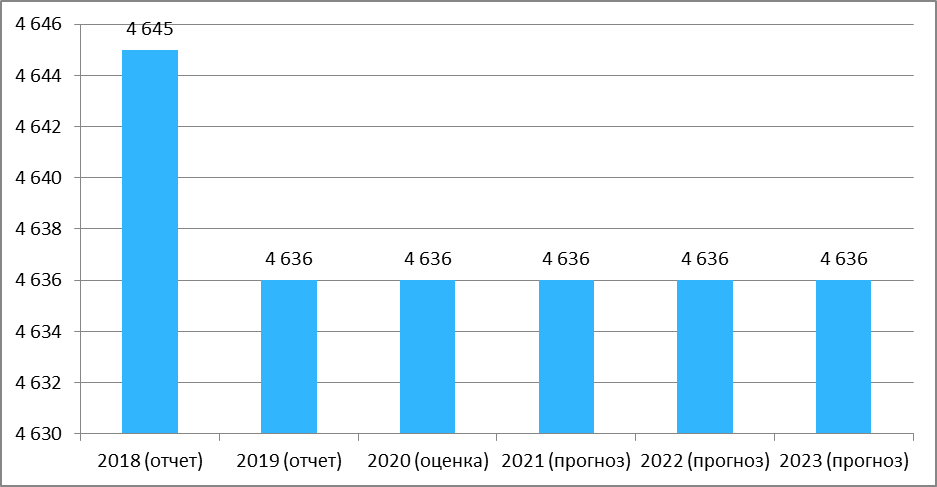 4 646
4 644
4 642
4 640
4 638
4 636
4 634
4 632
4 630
4 645
4 636
4 636
4 636
4 636
4 636
2018 (отчет)
2019 (отчет)
2020 (оценка)
2021 (прогноз)
2022 (прогноз)
2023 (прогноз)